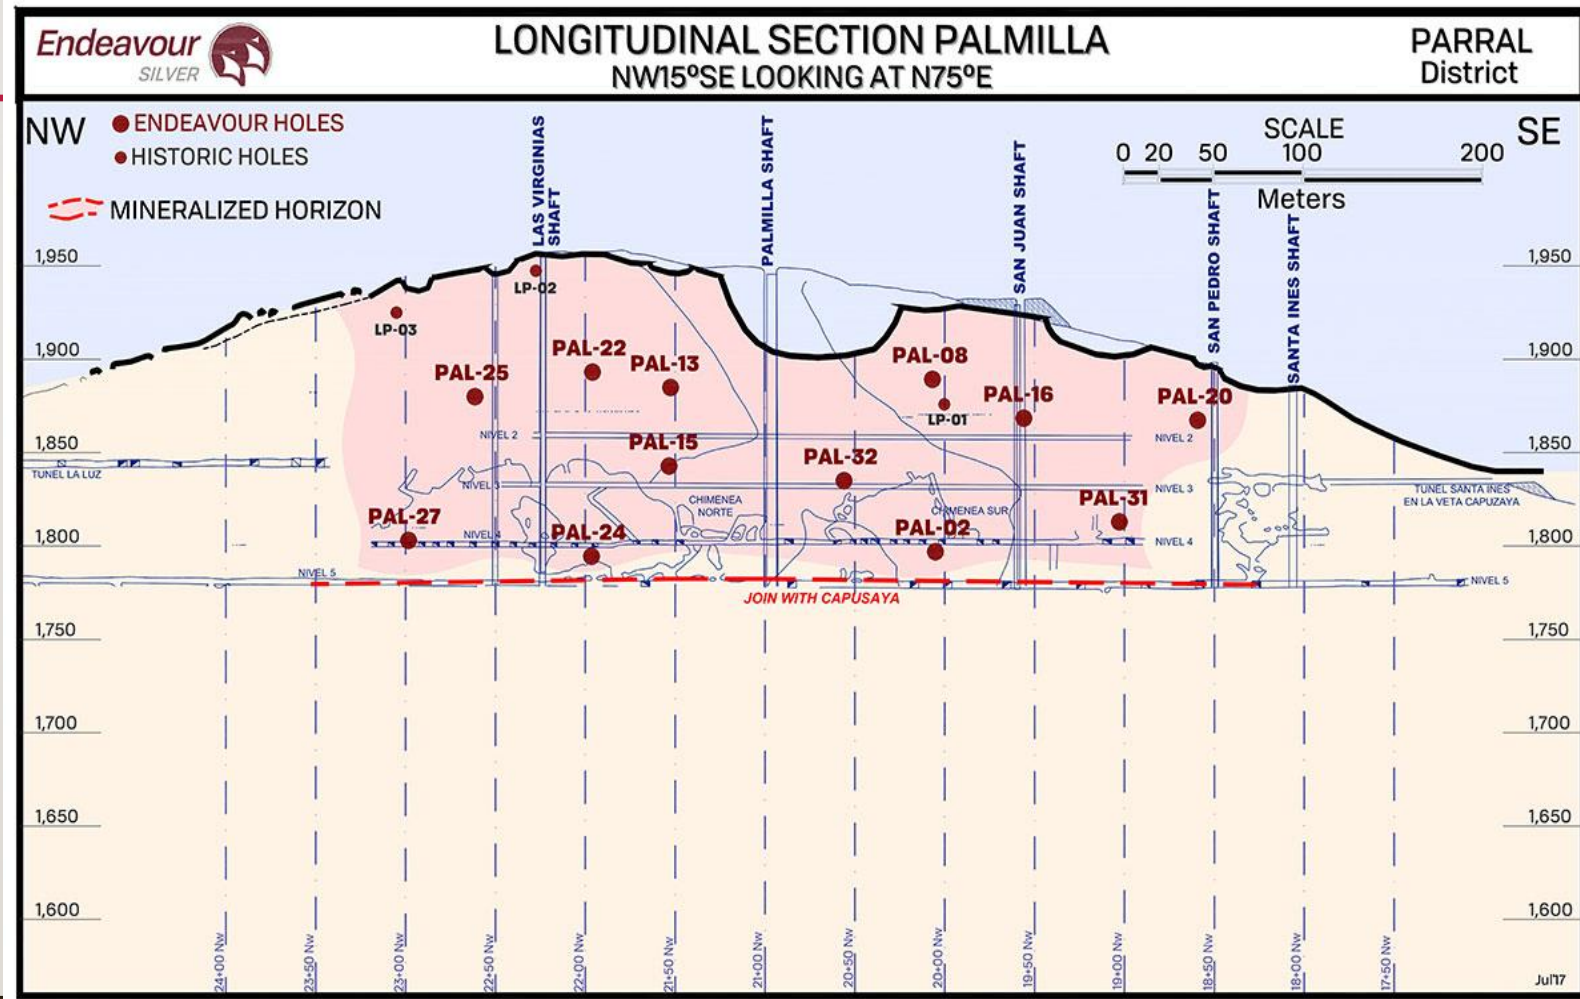 Endeavour
SILVER
LONGITUDINAL SECTION PALMILLA
NW15ºSE LOOKING AT N75ºE
PARRAL
District
NW
ENDEAVOUR HOLES
HISTORIC HOLES
MINERALIZED HORIZON
SCALE
0 20 50 100 200
Meters
SE
LAS VIRGINIAS
SHAFT
PALMILLA SHAFT
SAN JUAN SHAFT
SAN PEDRO SHAFT
SANTA INES SHAFT
1,950
1,950
LP-02
LP-03
1,900
1,900
PAL-22
PAL-13
PAL-25
PAL-08
LP-01
PAL-16
PAL-20
1,850
1,850
NIVEL 2
NIVEL 2
PAL-15
PAL-32
TUNEL LA LUZ
NIVEL 3
NIVEL 3
CHIMENEA
NORTE
CHIMENEA SUR
PAL-31
TUNEL SANTA INES
EN LA VETA CAPUZAYA
PAL-27
PAL-24
PAL-02
1,800
1,800
NIVEL 4
NIVEL 4
NIVEL 5
NIVEL 5
JOIN WITH CAPUSAYA
1,750
1,750
1,700
1,700
1,650
1,650
1,600
1,600
24+00 Nw
23+50 Nw
23+00 Nw
22+50 Nw
22+00 Nw
21+50 Nw
21+00 Nw
20+50 Nw
20+00 Nw
19+50 Nw
19+00 Nw
18+50 Nw
18+00 Nw
17+50 Nw
Jul'17